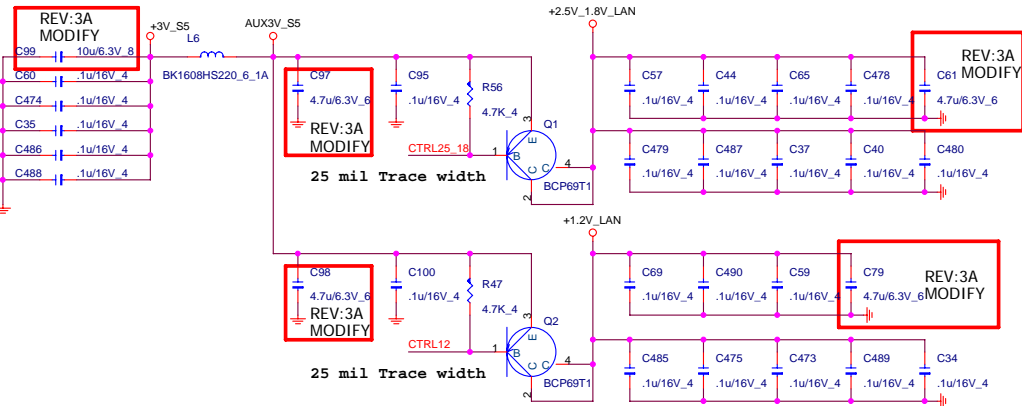 REV:3A
MODIFY
+3V_S5
AUX3V_S5
+2.5V_1.8V_LAN
C99
10u/6.3V_8
L6
BK1608HS220_6_1A
C60
.1u/16V_4
C474
.1u/16V_4
C35
.1u/16V_4
C486
.1u/16V_4
C488
.1u/16V_4
C97
4.7u/6.3V_6
REV:3A
MODIFY
C95
.1u/16V_4
R56
4.7K_4
CTRL25_18
25 mil Trace width
Q1
BCP69T1
1
2
3
4
B
E
C
C
C57
.1u/16V_4
C44
.1u/16V_4
C65
.1u/16V_4
C478
.1u/16V_4
C61
4.7u/6.3V_6
REV:3A
MODIFY
C479
.1u/16V_4
C487
.1u/16V_4
C37
.1u/16V_4
C40
.1u/16V_4
C480
.1u/16V_4
+1.2V_LAN
C98
4.7u/6.3V_6
REV:3A
MODIFY
C100
.1u/16V_4
R47
4.7K_4
CTRL12
25 mil Trace width
Q2
BCP69T1
1
2
3
4
B
E
C
C
C69
.1u/16V_4
C490
.1u/16V_4
C59
.1u/16V_4
C79
4.7u/6.3V_6
REV:3A
MODIFY
C485
.1u/16V_4
C475
.1u/16V_4
C473
.1u/16V_4
C489
.1u/16V_4
C34
.1u/16V_4